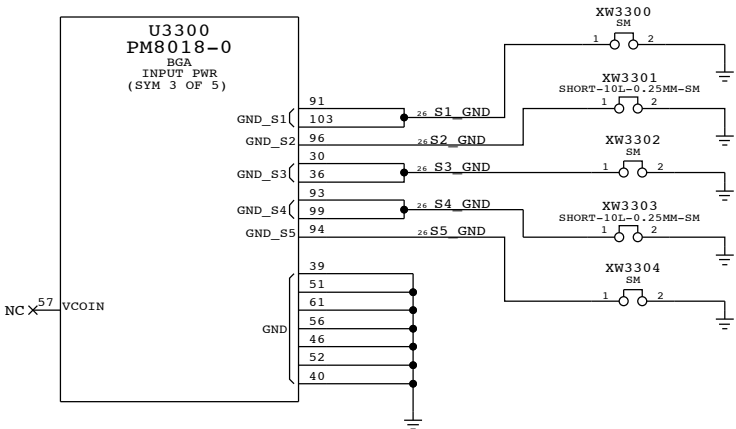 U3300
PM8018-0
BGA
INPUT PWR
(SYM 3 OF 5)
XW3300
SM
1 2
XW3301
SHORT-10L-0.25MM-SM
1 2
XW3302
SM
1 2
XW3303
SHORT-10L-0.25MM-SM
1 2
XW3304
SM
1 2
GND_S1
91
103
26 S1_GND
GND_S2
96
26 S2_GND
GND_S3
30
36
26 S3_GND
GND_S4
93
99
26 S4_GND
GND_S5
94
26 S5_GND
GND
39
51
61
56
46
52
40
NC
57
VCOIN